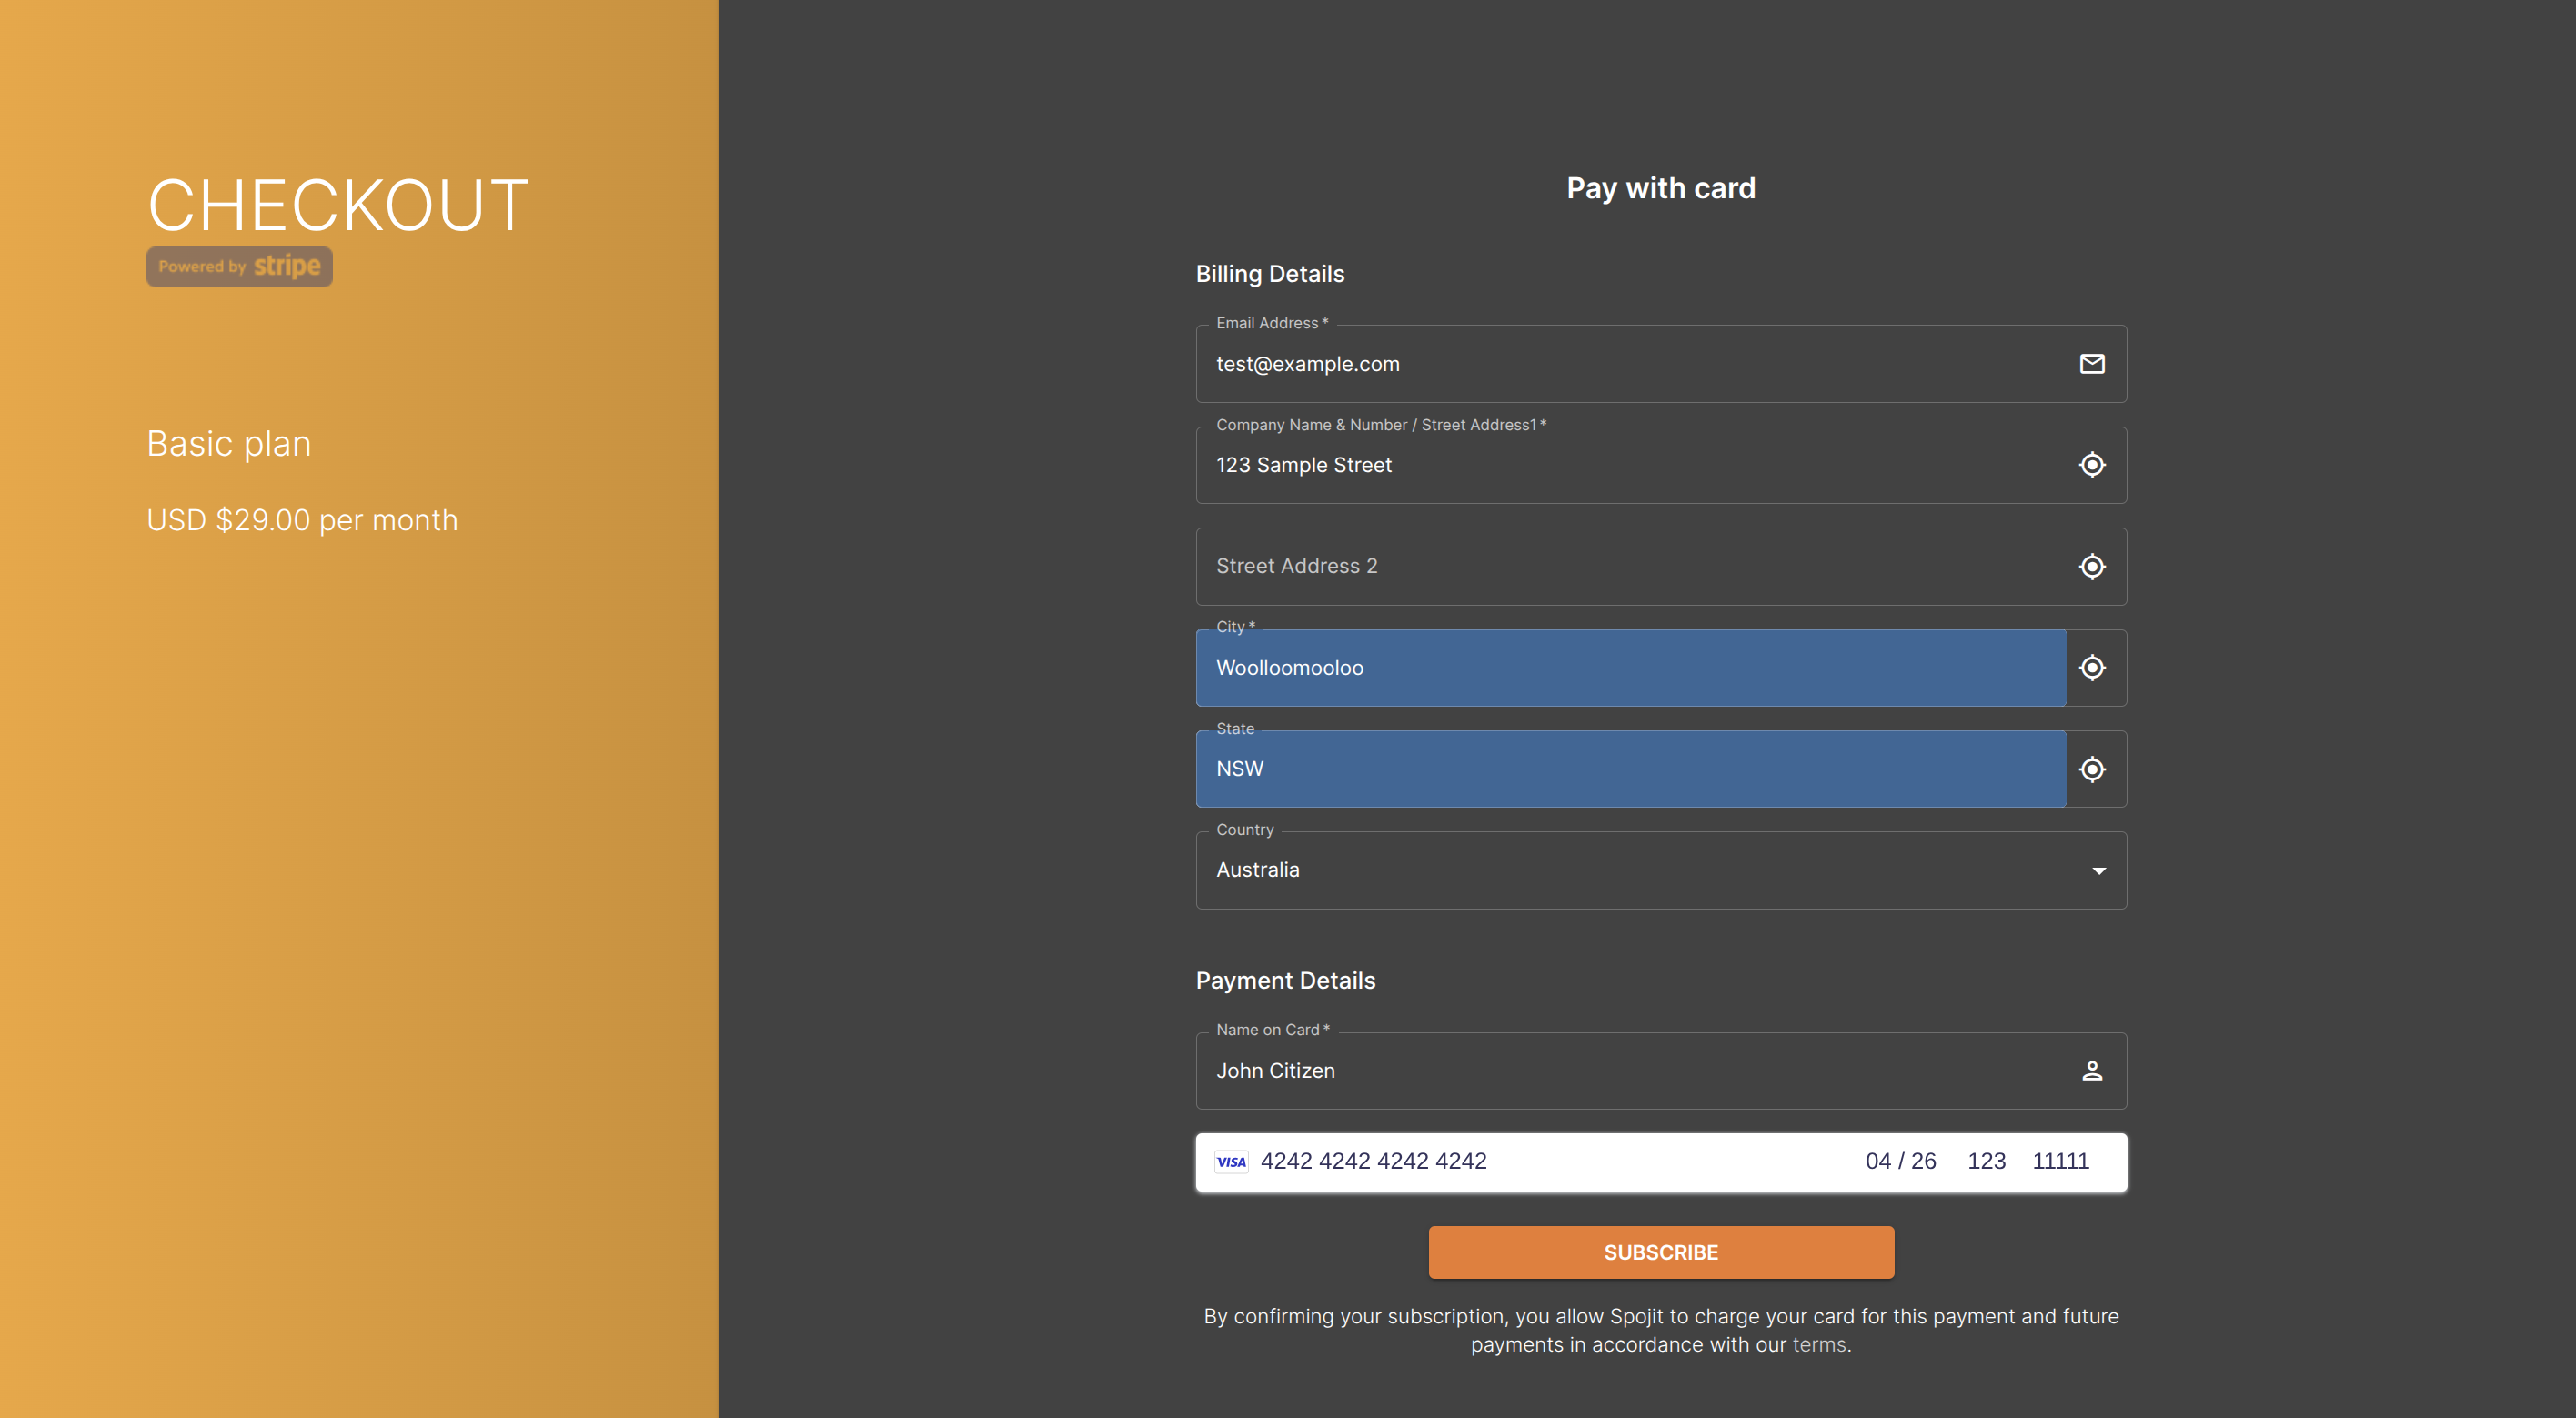 CHECKOUT
Powered by stripe
Basic plan
USD $29.00 per month
Pay with card
Billing Details
Email Address *
test@example.com
Company Name & Number / Street Address1 *
123 Sample Street
Street Address 2
City *
Woolloomooloo
State
NSW
Country
Australia
Payment Details
Name on Card *
John Citizen
VISA 4242 4242 4242 4242 04 / 26 123 11111
SUBSCRIBE
By confirming your subscription, you allow Spojit to charge your card for this payment and future
payments in accordance with our terms.